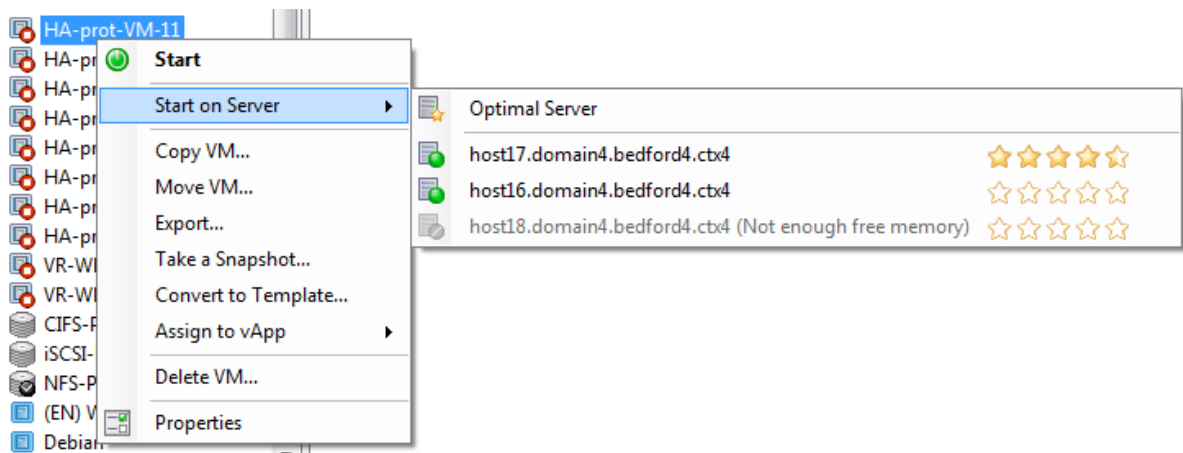 HA-prot-VM-11
HA-pr
Start
HA-pr
HA-pr
Start on Server
Optimal Server
HA-pr
Copy VM...
host17.domain4.bedford4.ctx4
HA-pr
Move VM...
host16.domain4.bedford4.ctx4
HA-pr
Export...
host18.domain4.bedford4.ctx4 (Not enough free memory)
HA-pr
VR-WI
Take a Snapshot...
VR-WI
Convert to Template...
CIFS-P
Assign to vApp
iSCSI-
NFS-P
Delete VM...
(EN) V
Properties
Debian